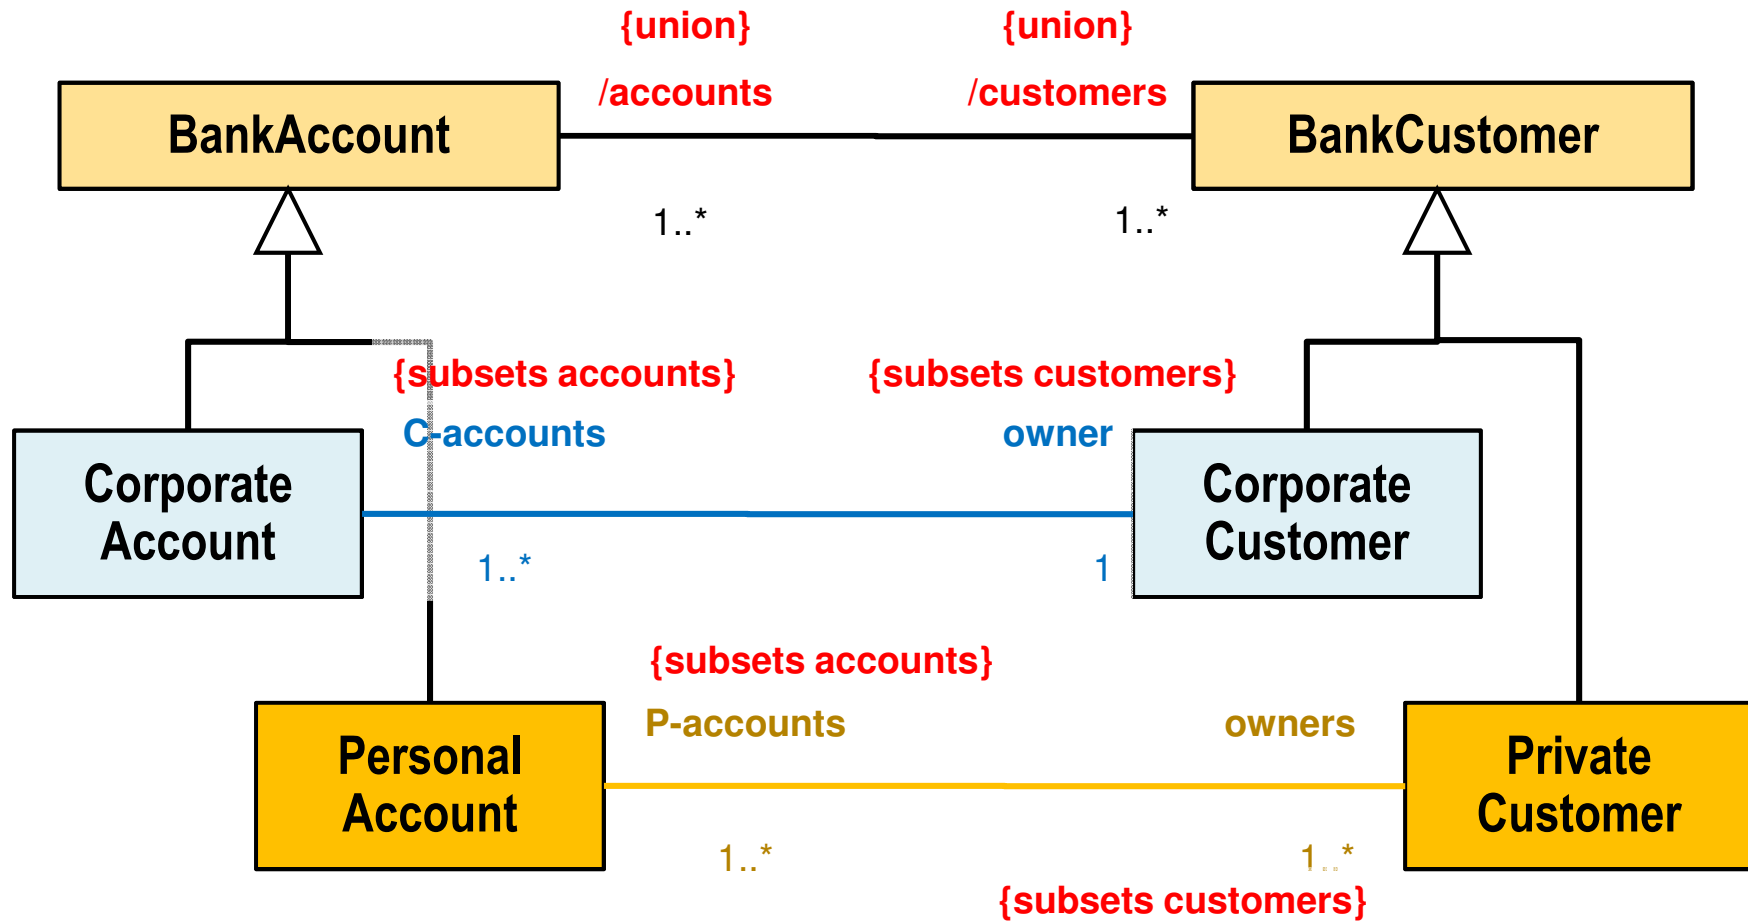 {union} {union}
/accounts /customers
BankAccount BankCustomer
1..* 1..*
{subsets accounts} {subsets customers}
C-accounts owner
Corporate
Account
Corporate
Customer
1..* 1
{subsets accounts}
P-accounts owners
Personal
Account
Private
Customer
1..* 1..*
{subsets customers}